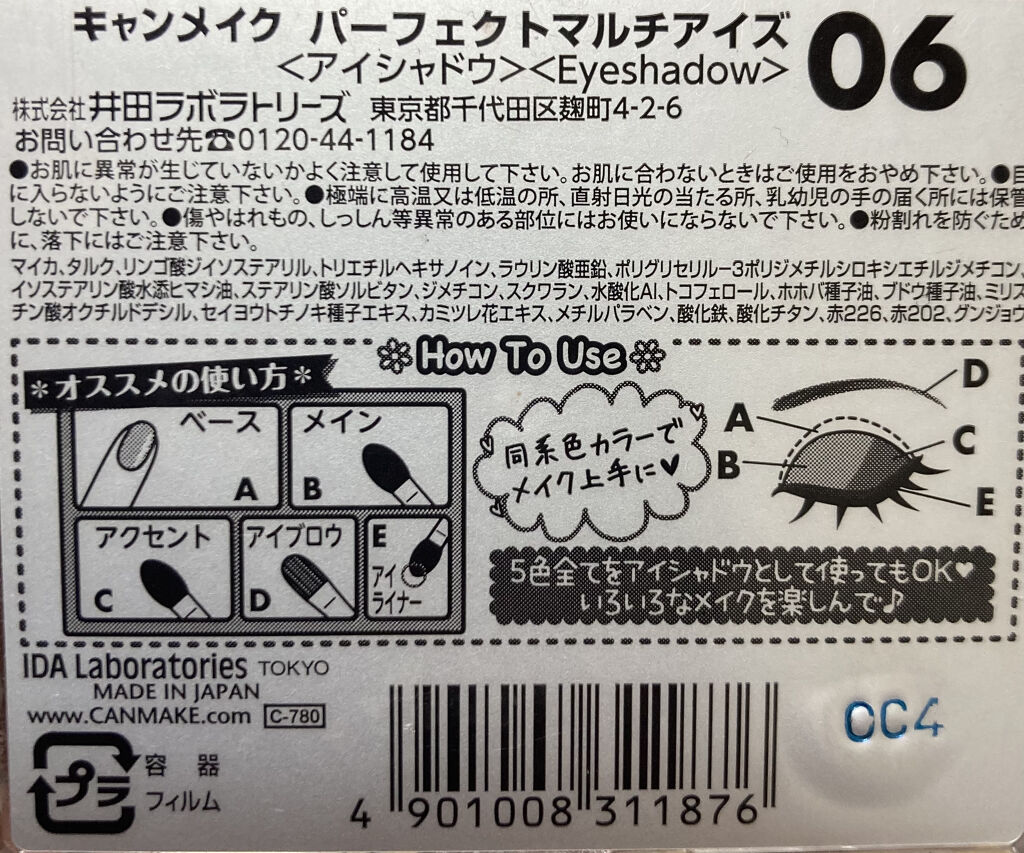 キャンメイク パーフェクトマルチアイズ
<アイシャドウ><Eyeshadow>
06
株式会社 井田ラボラトリーズ 東京都千代田区麹町4-2-6
お問い合わせ先☎0120-44-1184
●お肌に異常が生じていないかよく注意して使用して下さい。お肌に合わないときはご使用をおやめ下さい。●目
に入らないようにご注意下さい。●極端に高温又は低温の所、直射日光の当たる所、乳幼児の手の届く所には保管
しないで下さい。●傷やはれもの、しっしん等異常のある部位にはお使いにならないで下さい。●粉割れを防ぐため
に、落下にはご注意下さい。
マイカ、タルク、リンゴ酸ジイソステアリル、トリエチルヘキサノイン、ラウリン酸亜鉛、ポリグリセリル－3ポリジメチルシロキシエチルジメチコン、
イソステアリン酸水添ヒマシ油、ステアリン酸ソルビタン、ジメチコン、スクワラン、水酸化Al、トコフェロール、ホホバ種子油、ブドウ種子油、ミリス
チン酸オクチルドデシル、セイヨウトチノキ種子エキス、カミツレ花エキス、メチルパラベン、酸化鉄、酸化チタン、赤226、赤202、グンジョウ
How To Use
*オススメの使い方*
ベース
A
メイン
B
アクセント
C
アイブロウ
D
E
アイ
ライナー
同系色カラーで
メイク上手に♥
A
B
D
C
E
5色全てをアイシャドウとして使ってもOK♥
いろいろなメイクを楽しんで♪
IDA Laboratories TOKYO
MADE IN JAPAN
www.CANMAKE.com C-780
プラ
容 器
フィルム
4 901008 311876
OC4